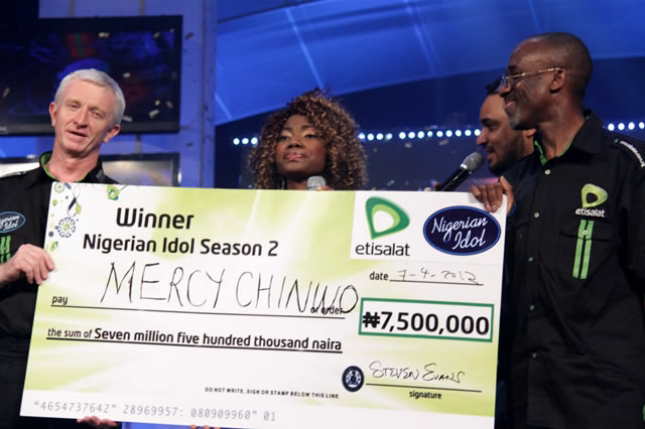 Winner
Nigerian Idol Season 2
etisalat
Nigerian Idol
date 7-4-2012
pay MERCY CHINWO or order
₦7,500,000
the sum of Seven million five hundred thousand naira
STEVEN EVANS
signature
DO NOT WRITE, SIGN OR STAMP BELOW THIS LINE
"4654737642" 28969957: 080909960" 01
etisalat
Nigerian Idol